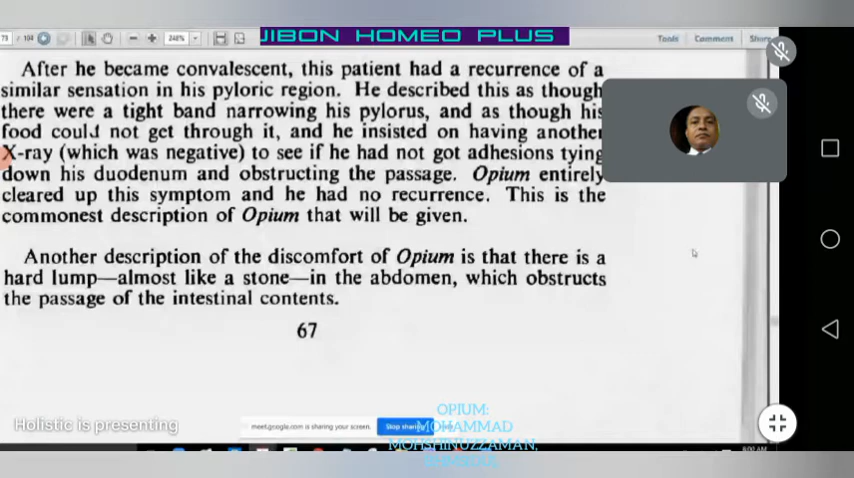 73 / 194
248%
JIBON HOMEO PLUS
Tools
Comment
Share
After he became convalescent, this patient had a recurrence of a
similar sensation in his pyloric region. He described this as though
there were a tight band narrowing his pylorus, and as though his
food could not get through it, and he insisted on having another
X-ray (which was negative) to see if he had not got adhesions tying
down his duodenum and obstructing the passage. Opium entirely
cleared up this symptom and he had no recurrence. This is the
commonest description of Opium that will be given.
Another description of the discomfort of Opium is that there is a
hard lump—almost like a stone—in the abdomen, which obstructs
the passage of the intestinal contents.
67
Holistic is presenting
meet.google.com is sharing your screen.
Stop sharing
OPIUM:
MOHAMMAD
MOHSHINUZZAMAN,
8:00 AM